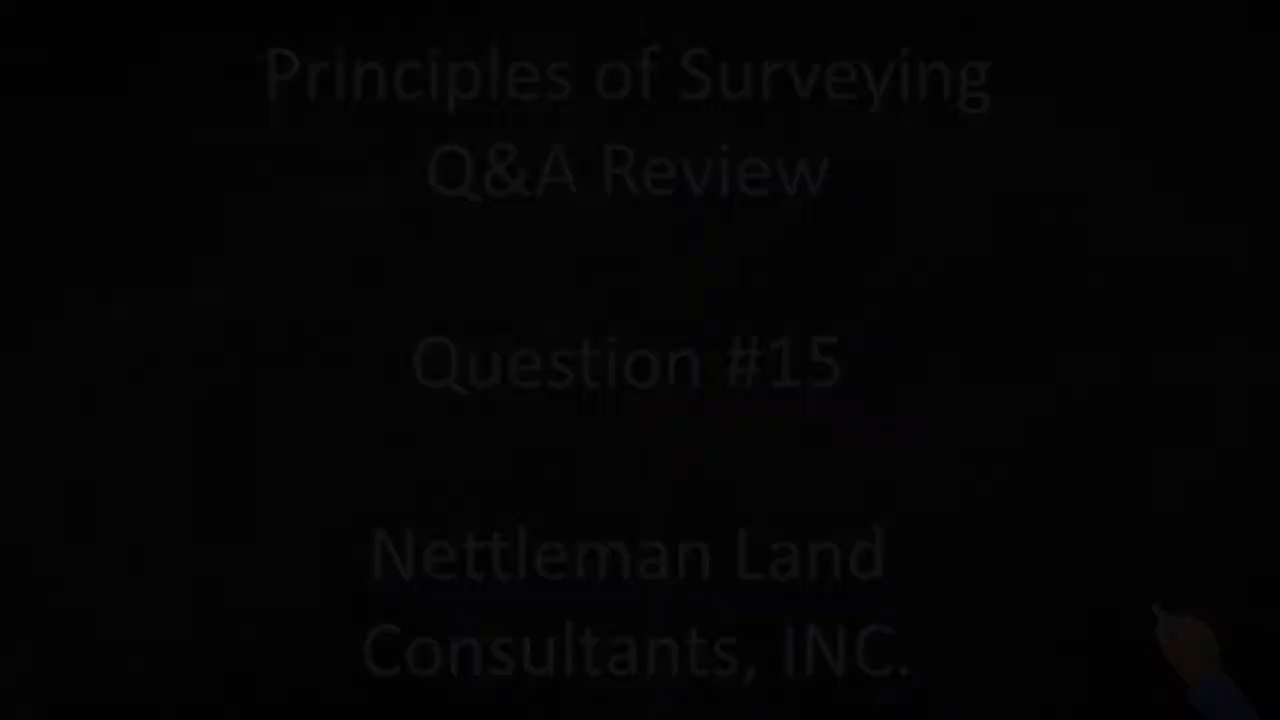 Principles of Surveying
Q&A Review
Question #15
Nettleman Land
Consultants, INC.